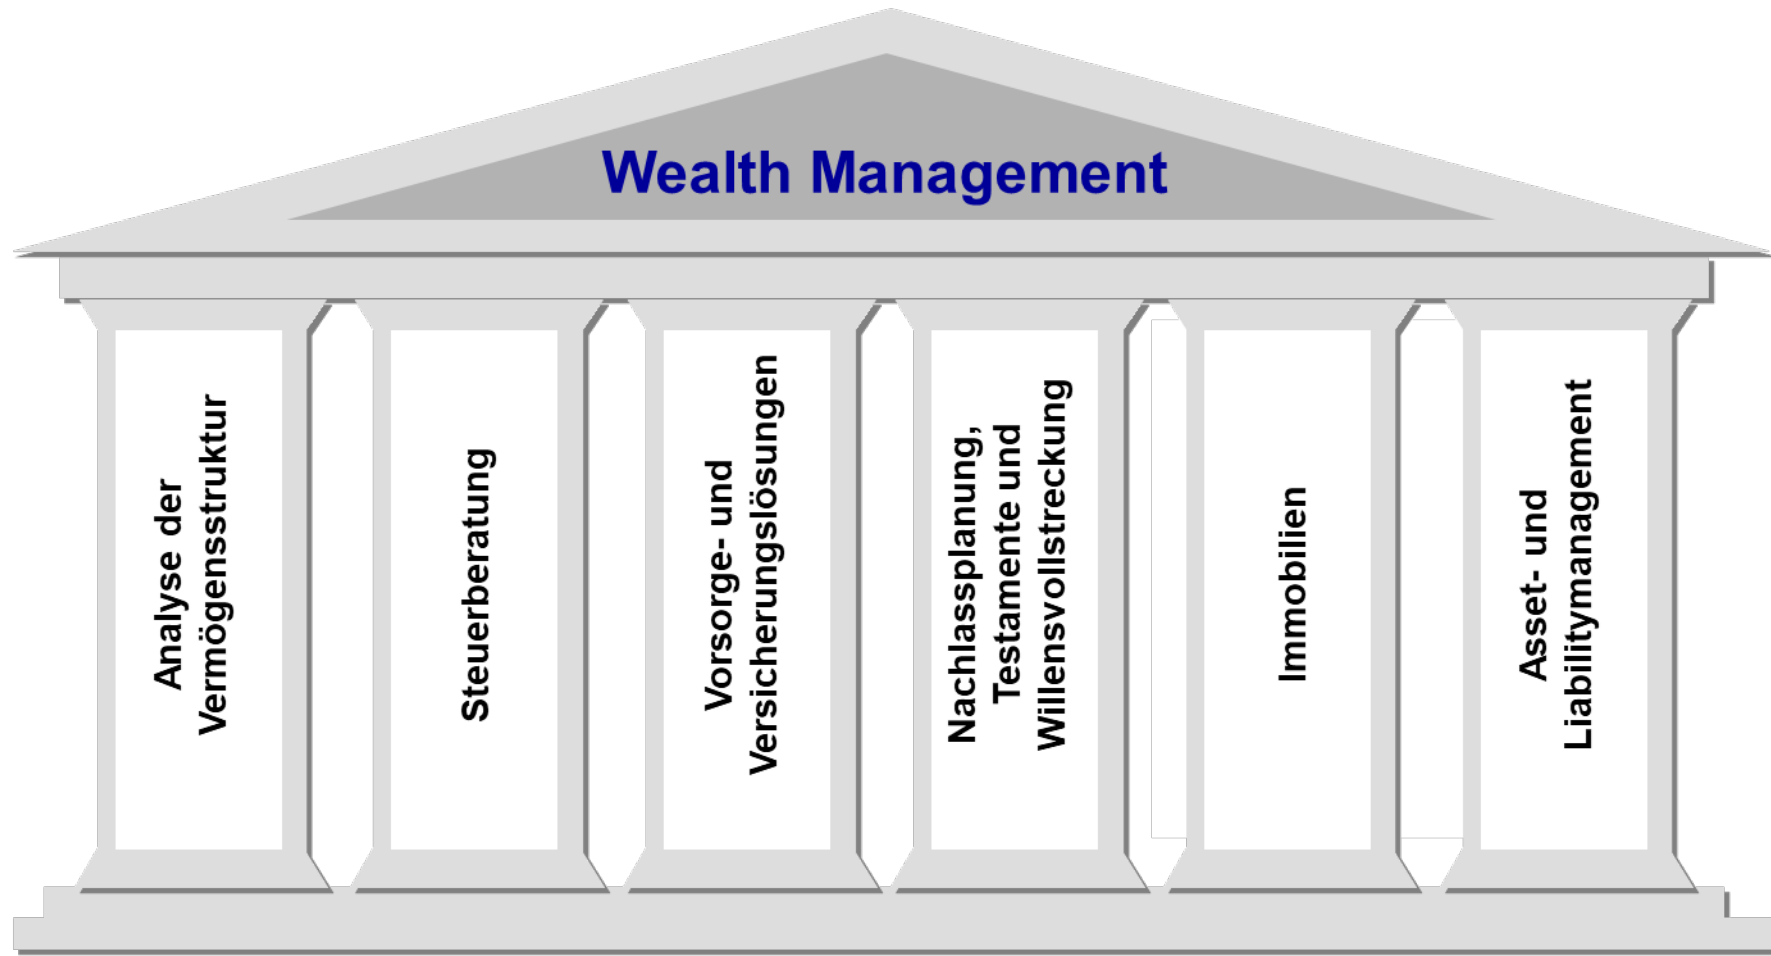 Wealth Management
Analyse der
Vermögensstruktur
Steuerberatung
Vorsorge- und
Versicherungslösungen
Nachlassplanung,
Testamente und
Willensvollstreckung
Immobilien
Asset- und
Liabilitymanagement